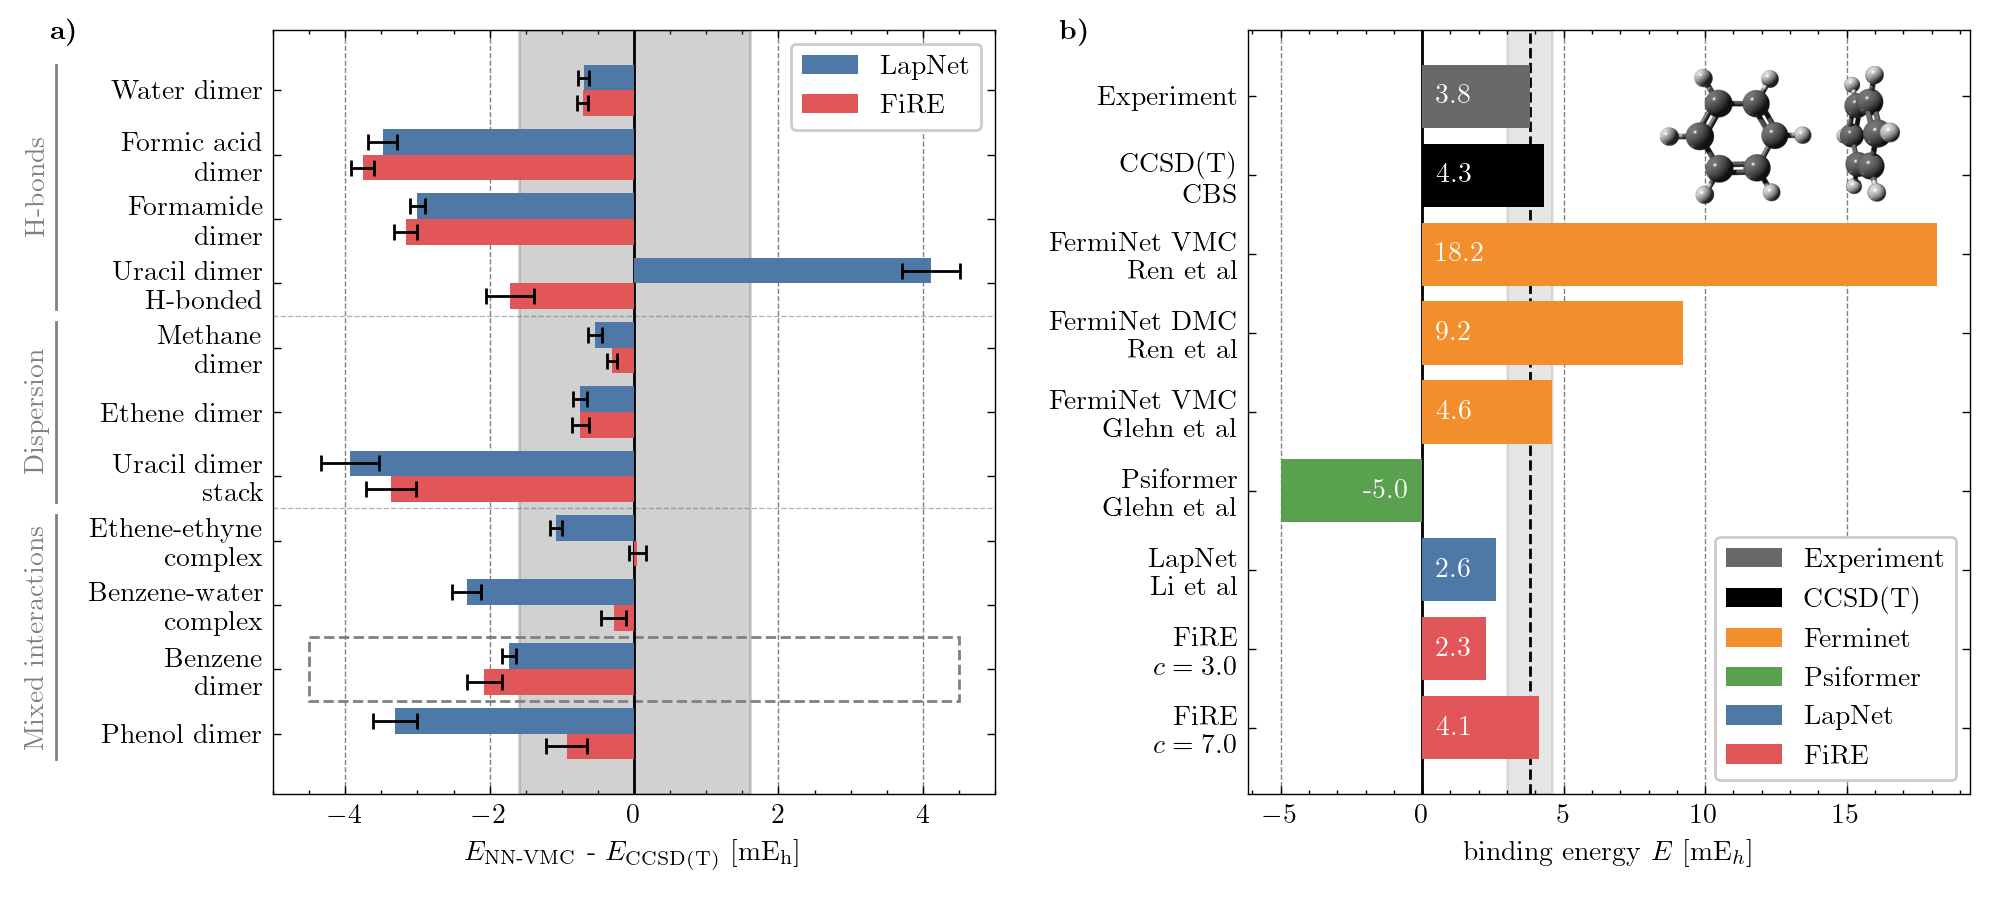 a)
H-bonds
Dispersion
Mixed interactions
Water dimer
Formic acid
dimer
Formamide
dimer
Uracil dimer
H-bonded
Methane
dimer
Ethene dimer
Uracil dimer
stack
Ethene-ethyne
complex
Benzene-water
complex
Benzene
dimer
Phenol dimer
LapNet
FiRE
−4 −2 0 2 4
E_NN-VMC - E_CCSD(T) [mE_h]
b)
Experiment
3.8
CCSD(T)
CBS
4.3
FermiNet VMC
Ren et al
18.2
FermiNet DMC
Ren et al
9.2
FermiNet VMC
Glehn et al
4.6
Psiformer
Glehn et al
-5.0
LapNet
Li et al
2.6
FiRE
c = 3.0
2.3
FiRE
c = 7.0
4.1
Experiment
CCSD(T)
Ferminet
Psiformer
LapNet
FiRE
−5 0 5 10 15
binding energy E [mE_h]